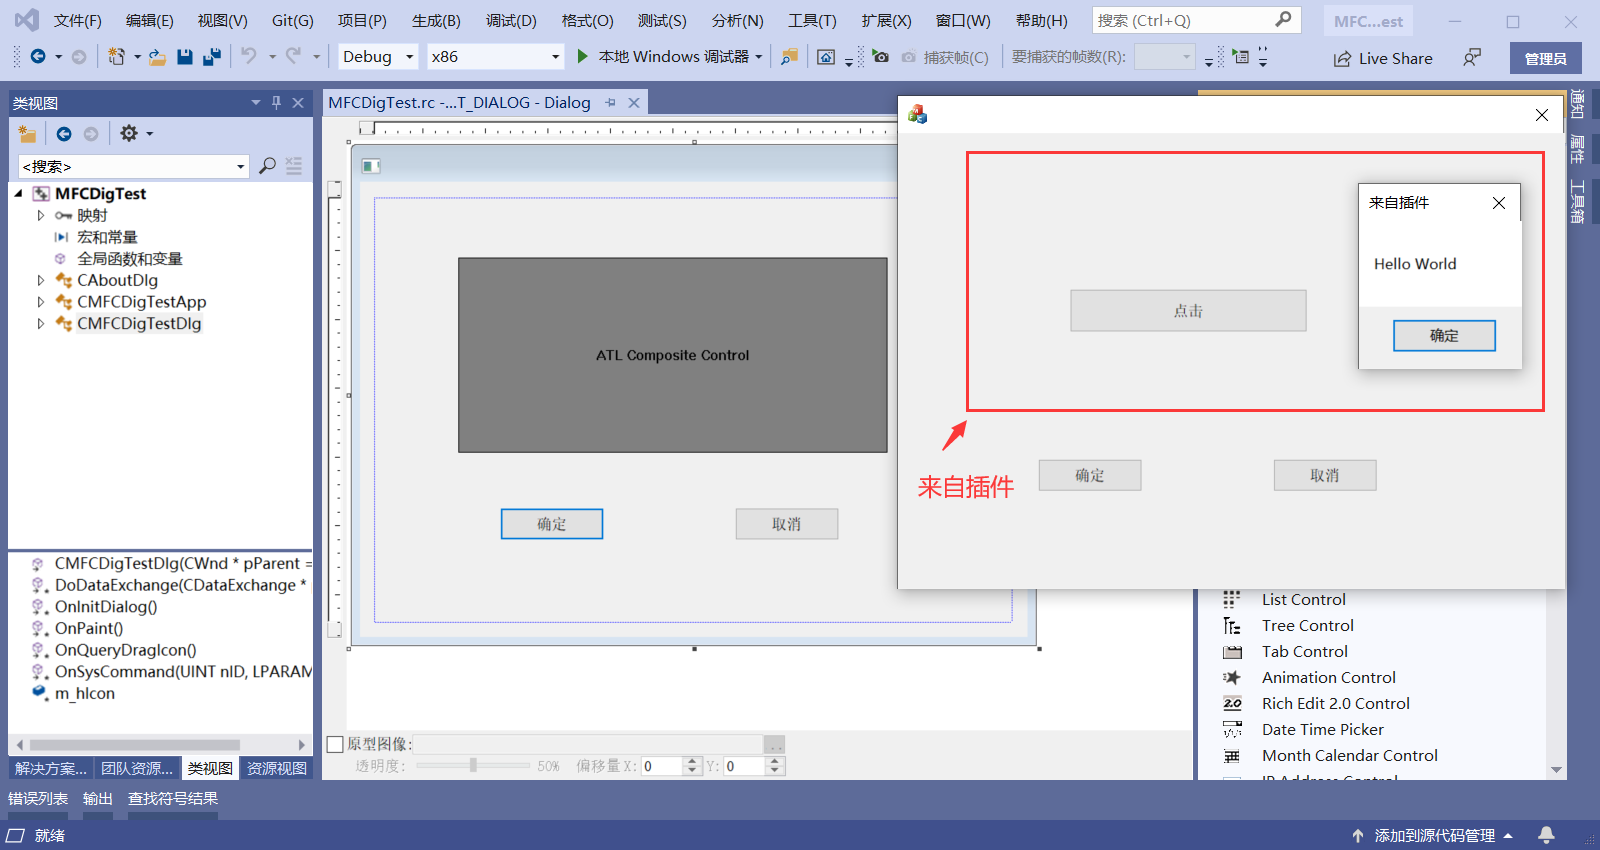 文件(F) 编辑(E) 视图(V) Git(G) 项目(P) 生成(B) 调试(D) 格式(O) 测试(S) 分析(N) 工具(T) 扩展(X) 窗口(W) 帮助(H) 搜索 (Ctrl+Q) MFC...est
Debug x86 本地 Windows 调试器 捕获帧(C) 要捕获的帧数(R): Live Share 管理员
类视图
<搜索>
MFCDigTest
映射
宏和常量
全局函数和变量
CAboutDlg
CMFCDigTestApp
CMFCDigTestDlg
CMFCDigTestDlg(CWnd * pParent =
DoDataExchange(CDataExchange *
OnInitDialog()
OnPaint()
OnQueryDragIcon()
OnSysCommand(UINT nID, LPARAM
m_hIcon
解决方案... 团队资源... 类视图 资源视图
MFCDigTest.rc -...T_DIALOG - Dialog
ATL Composite Control
确定 取消
原型图像: ..
透明度: 50% 偏移量 X: 0 Y: 0
点击
来自插件
Hello World
确定
来自插件
确定 取消
通知
属性
工具箱
List Control
Tree Control
Tab Control
Animation Control
2.0 Rich Edit 2.0 Control
Date Time Picker
Month Calendar Control
IP Address Control
错误列表 输出 查找符号结果
就绪 添加到源代码管理